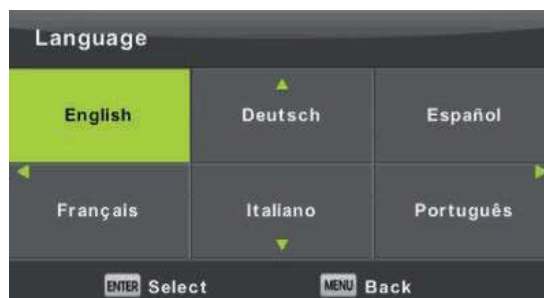 Language
English Deutsch Español
Français Italiano Português
ENTER Select MENU Back